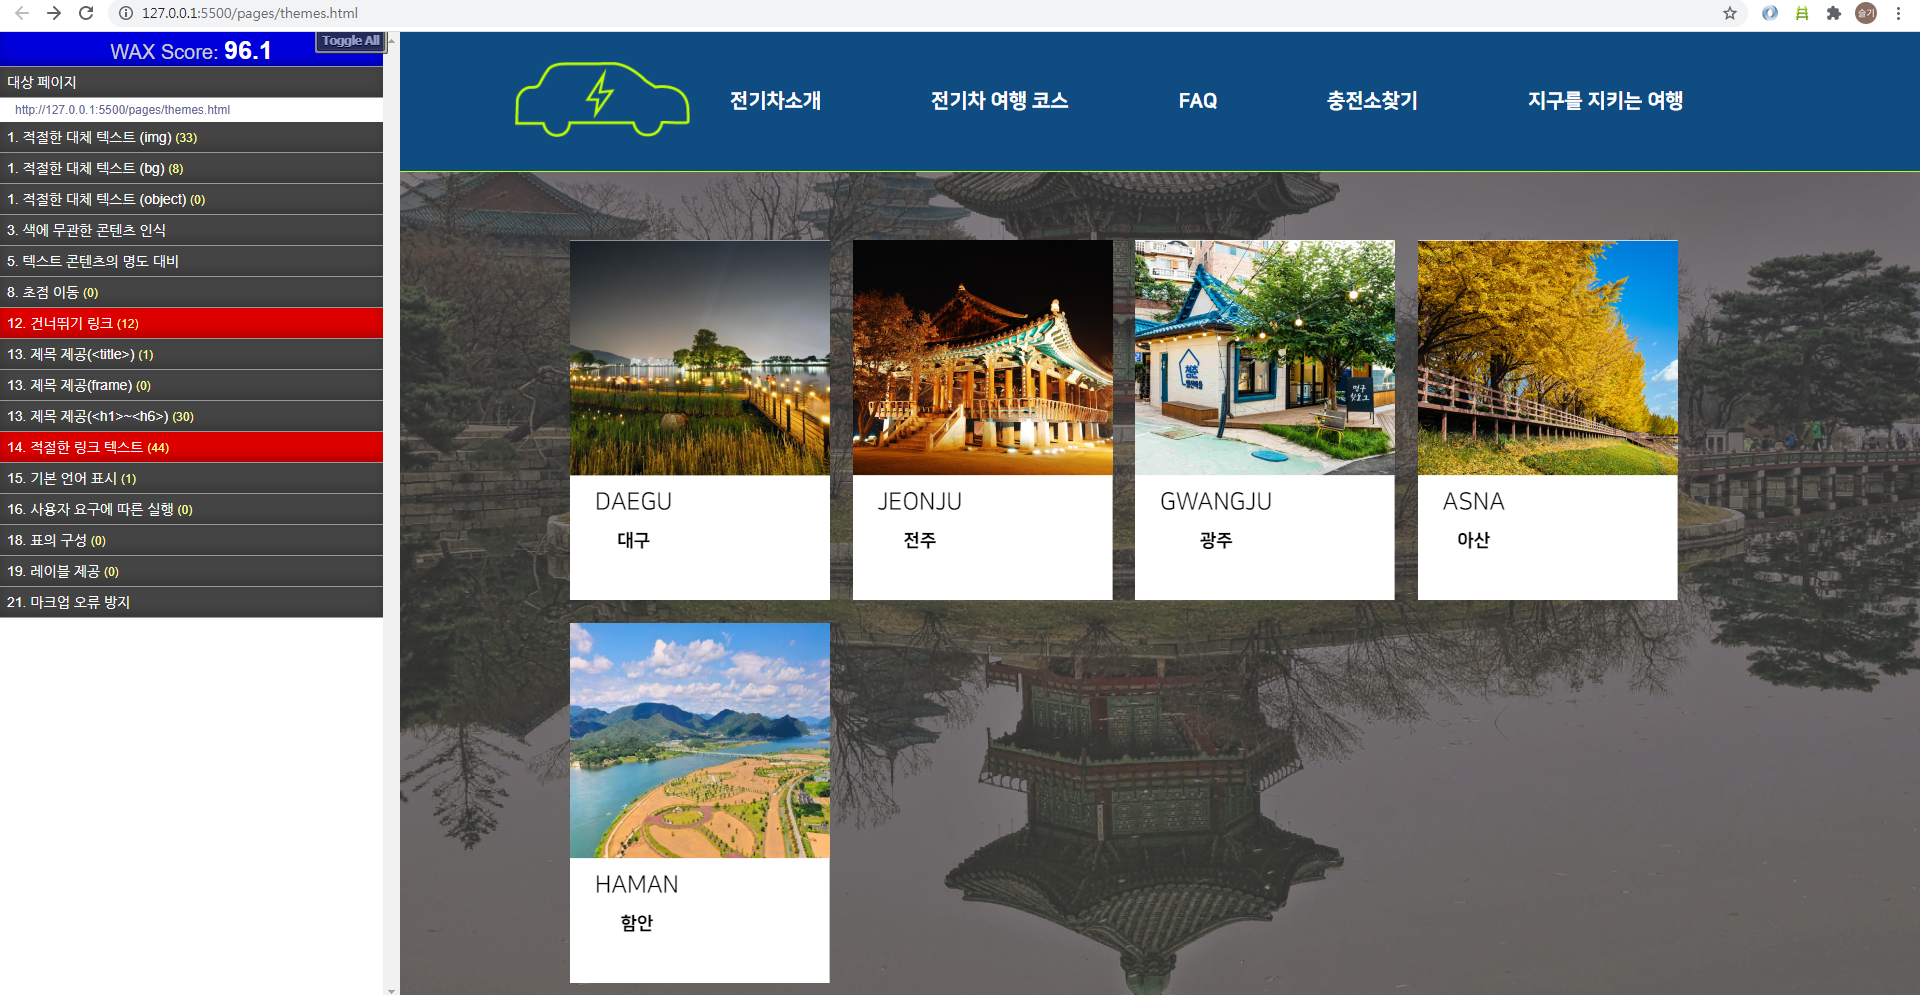 127.0.0.1:5500/pages/themes.html
슬기
WAX Score: 96.1
Toggle All
대상 페이지
http://127.0.0.1:5500/pages/themes.html
1. 적절한 대체 텍스트 (img) (33)
1. 적절한 대체 텍스트 (bg) (8)
1. 적절한 대체 텍스트 (object) (0)
3. 색에 무관한 콘텐츠 인식
5. 텍스트 콘텐츠의 명도 대비
8. 초점 이동 (0)
12. 건너뛰기 링크 (12)
13. 제목 제공(<title>) (1)
13. 제목 제공(frame) (0)
13. 제목 제공(<h1>~<h6>) (30)
14. 적절한 링크 텍스트 (44)
15. 기본 언어 표시 (1)
16. 사용자 요구에 따른 실행 (0)
18. 표의 구성 (0)
19. 레이블 제공 (0)
21. 마크업 오류 방지
전기차소개
전기차 여행 코스
FAQ
충전소찾기
지구를 지키는 여행
청춘
DAEGU
대구
JEONJU
전주
GWANGJU
광주
ASNA
아산
HAMAN
함안